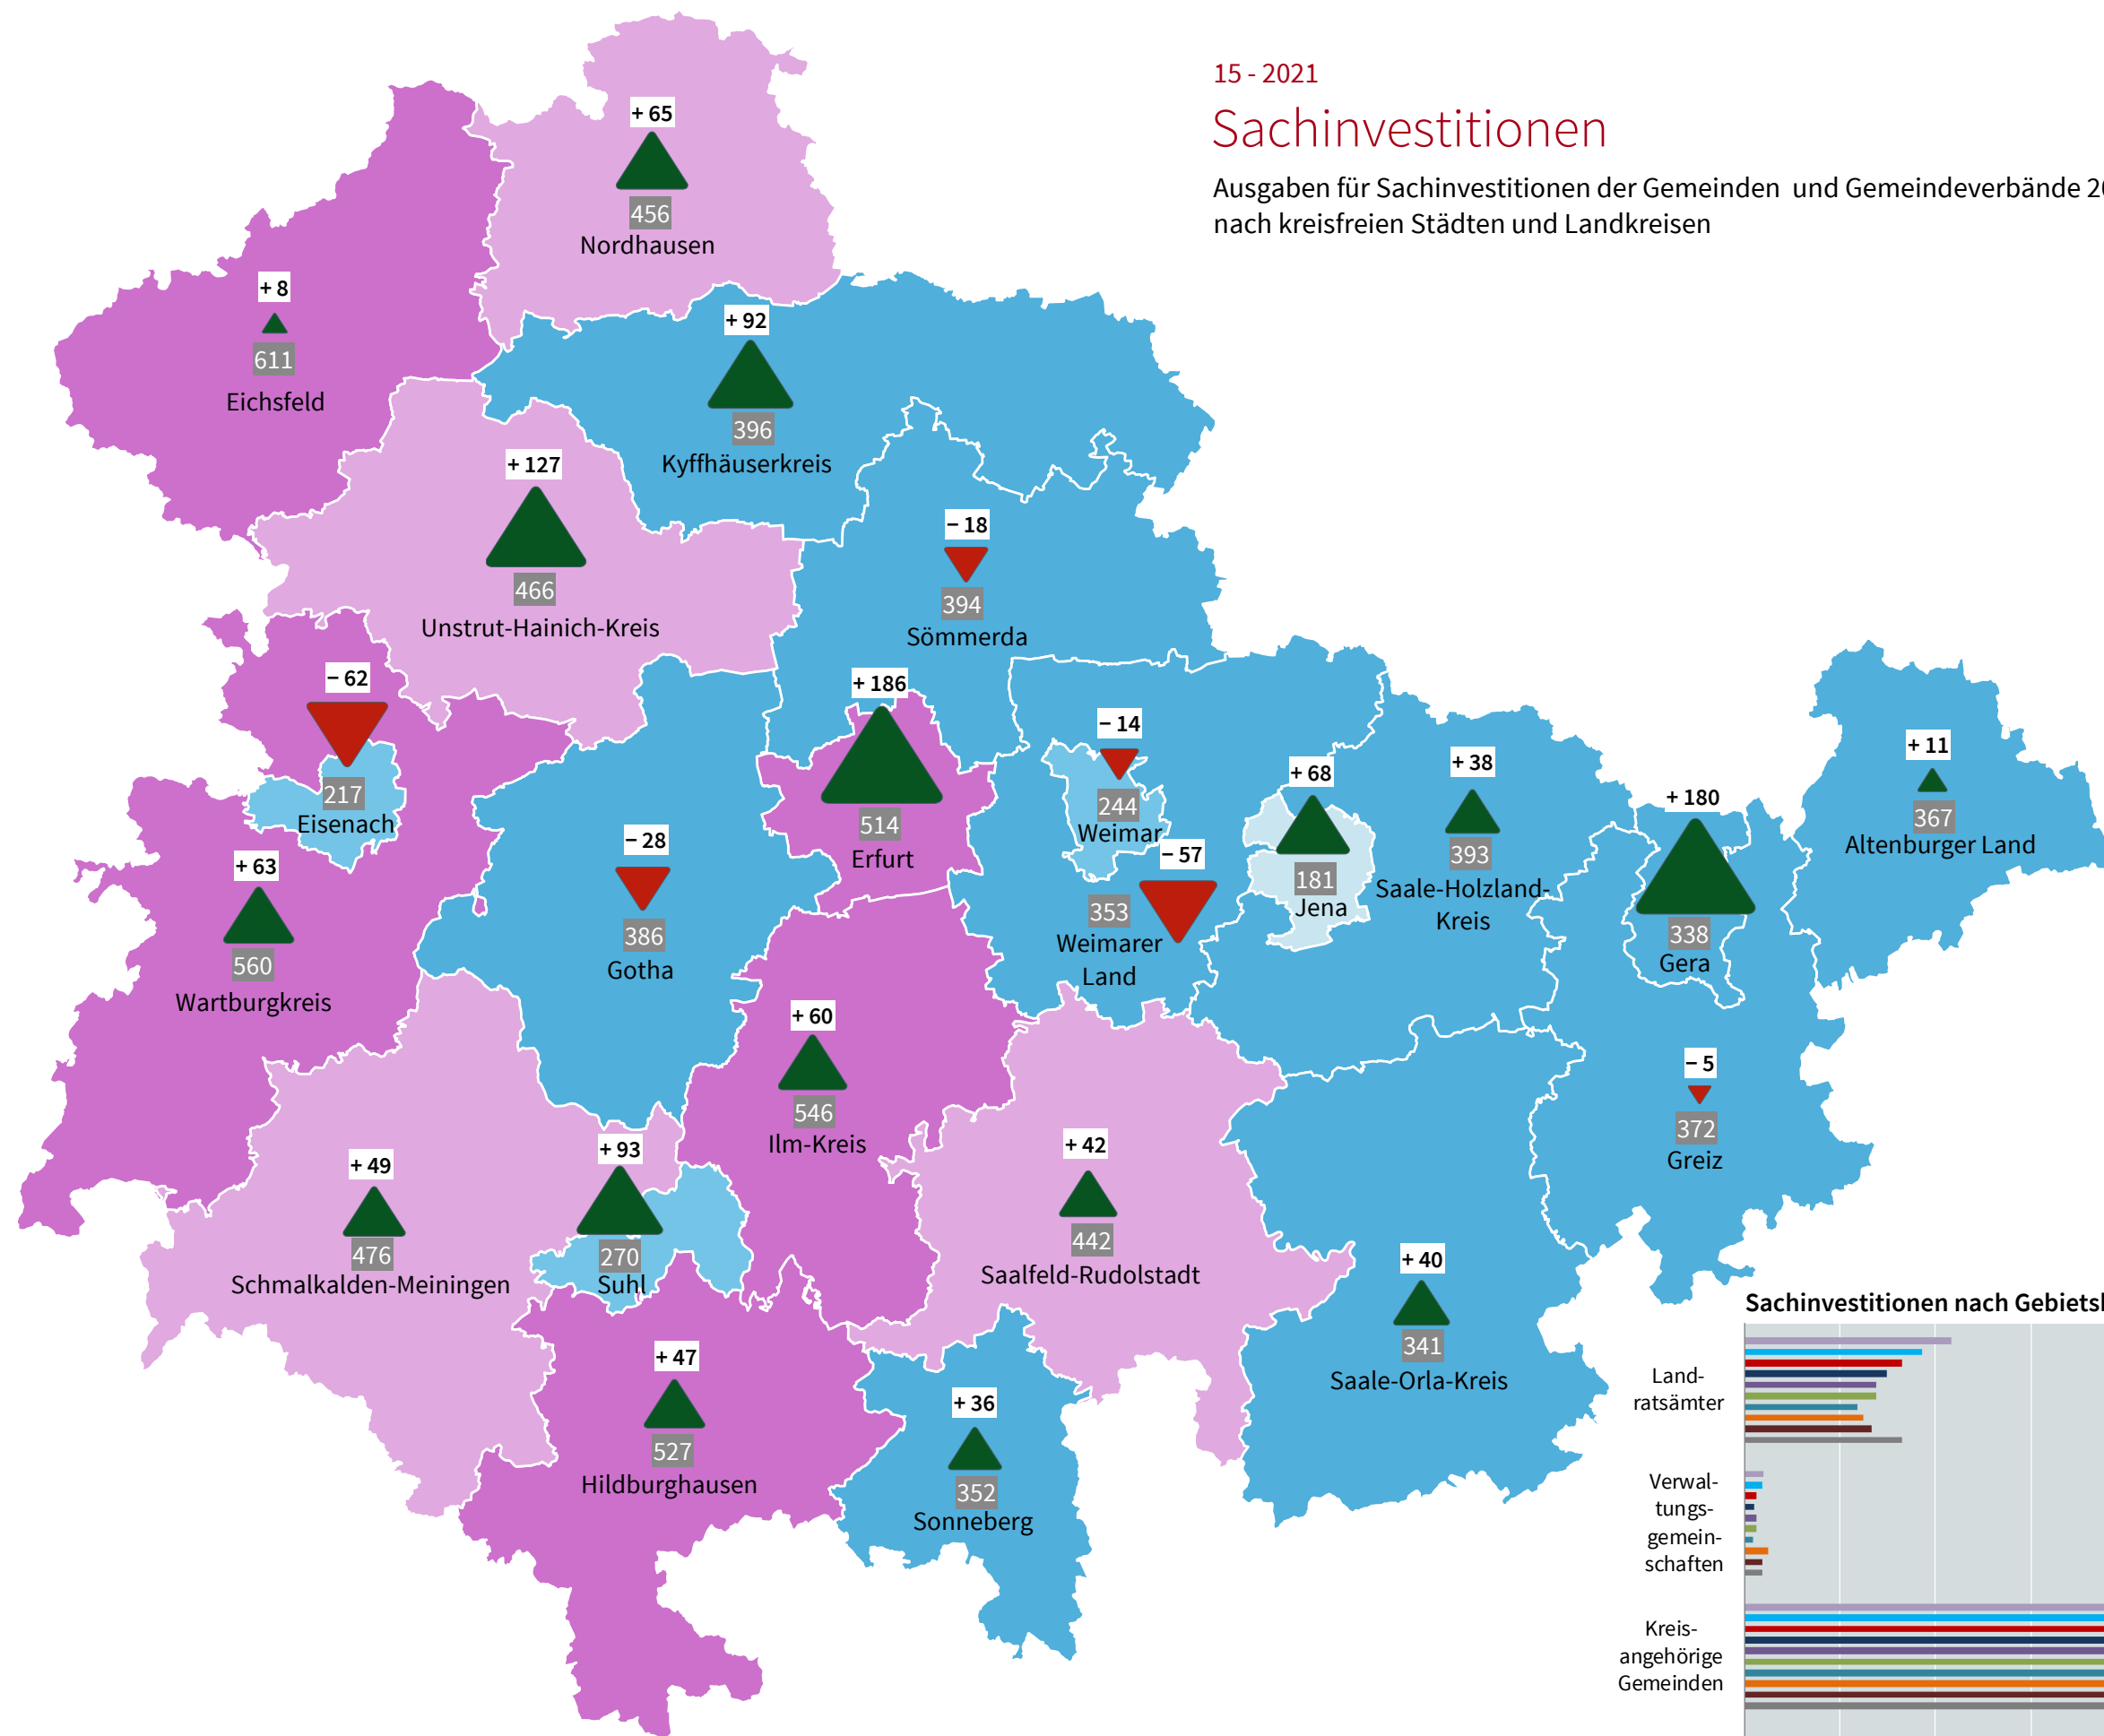 15 - 2021
Sachinvestitionen
Ausgaben für Sachinvestitionen der Gemeinden und Gemeindeverbände
nach kreisfreien Städten und Landkreisen
+ 65
456
Nordhausen
+ 8
611
Eichsfeld
+ 92
396
Kyffhäuserkreis
+ 127
466
Unstrut-Hainich-Kreis
− 18
394
Sömmerda
− 62
217
Eisenach
+ 186
514
Erfurt
− 14
244
Weimar
− 57
353
Weimarer
Land
+ 68
181
Jena
+ 38
393
Saale-Holzland-
Kreis
+ 180
338
Gera
+ 11
367
Altenburger Land
+ 63
560
Wartburgkreis
− 28
386
Gotha
+ 60
546
Ilm-Kreis
− 5
372
Greiz
+ 49
476
Schmalkalden-Meiningen
+ 93
270
Suhl
+ 42
442
Saalfeld-Rudolstadt
+ 40
341
Saale-Orla-Kreis
+ 47
527
Hildburghausen
+ 36
352
Sonneberg
Sachinvestitionen nach
Land-
ratsämter
Verwal-
tungs-
gemein-
schaften
Kreis-
angehörige
Gemeinden